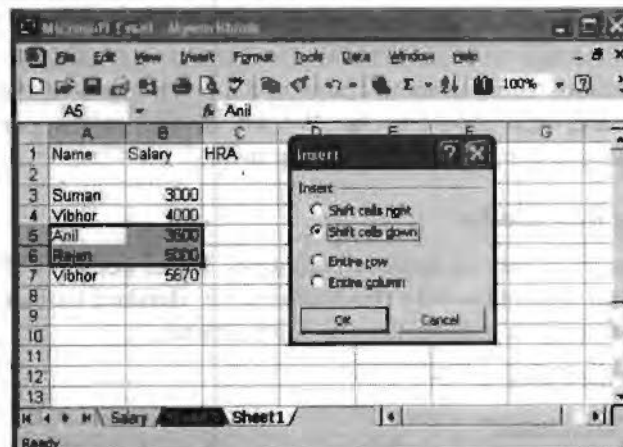 Microsoft Excel - Myworkbook
File Edit View Insert Format Tools Data Window Help
Σ 100%
A5 fx Anil
A B C D E F G
1 Name Salary HRA
2
3 Suman 3000
4 Vibhor 4000
5 Anil 3600
6 Rajan 5000
7 Vibhor 5670
8
9
10
11
12
13
Insert
Insert
Shift cells right
Shift cells down
Entire row
Entire column
OK Cancel
Salary Sheet1
Ready